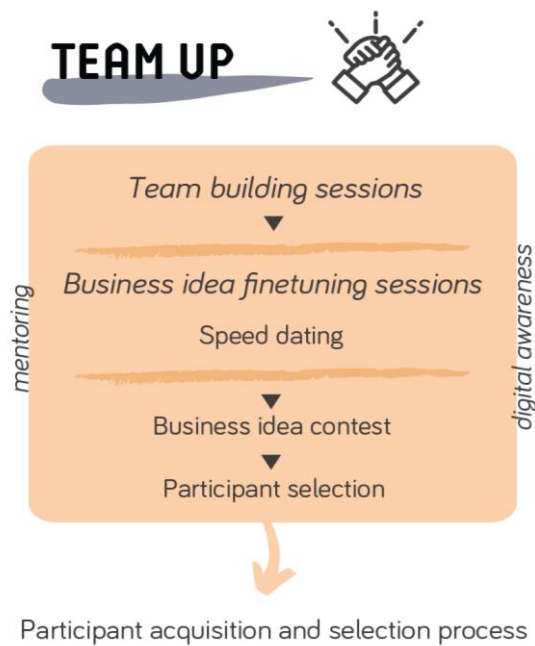 TEAM UP
Team building sessions
Business idea finetuning sessions
Speed dating
Business idea contest
Participant selection
mentoring
digital awareness
Participant acquisition and selection process